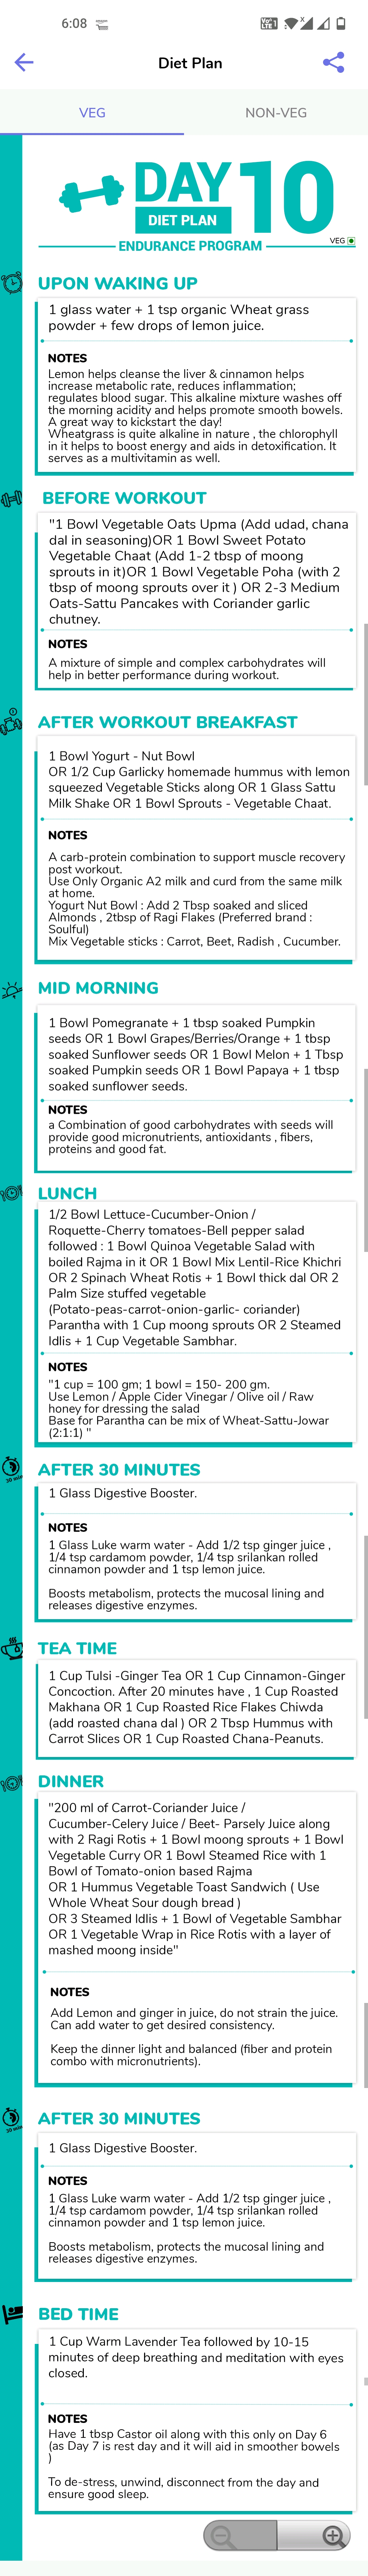 6:08
Diet Plan
VEG
NON-VEG
DAY 10
DIET PLAN
VEG
ENDURANCE PROGRAM
UPON WAKING UP
1 glass water + 1 tsp organic Wheat grass
powder + few drops of lemon juice.
NOTES
Lemon helps cleanse the liver & cinnamon helps
increase metabolic rate, reduces inflammation;
regulates blood sugar. This alkaline mixture washes off
the morning acidity and helps promote smooth bowels.
A great way to kickstart the day!
Wheatgrass is quite alkaline in nature , the chlorophyll
in it helps to boost energy and aids in detoxification. It
serves as a multivitamin as well.
BEFORE WORKOUT
"1 Bowl Vegetable Oats Upma (Add udad, chana
dal in seasoning)OR 1 Bowl Sweet Potato
Vegetable Chaat (Add 1-2 tbsp of moong
sprouts in it)OR 1 Bowl Vegetable Poha (with 2
tbsp of moong sprouts over it ) OR 2-3 Medium
Oats-Sattu Pancakes with Coriander garlic
chutney.
NOTES
A mixture of simple and complex carbohydrates will
help in better performance during workout.
AFTER WORKOUT BREAKFAST
1 Bowl Yogurt - Nut Bowl
OR 1/2 Cup Garlicky homemade hummus with lemon
squeezed Vegetable Sticks along OR 1 Glass Sattu
Milk Shake OR 1 Bowl Sprouts - Vegetable Chaat.
NOTES
A carb-protein combination to support muscle recovery
post workout.
Use Only Organic A2 milk and curd from the same milk
at home.
Yogurt Nut Bowl : Add 2 Tbsp soaked and sliced
Almonds , 2tbsp of Ragi Flakes (Preferred brand :
Soulful)
Mix Vegetable sticks : Carrot, Beet, Radish , Cucumber.
MID MORNING
1 Bowl Pomegranate + 1 tbsp soaked Pumpkin
seeds OR 1 Bowl Grapes/Berries/Orange + 1 tbsp
soaked Sunflower seeds OR 1 Bowl Melon + 1 Tbsp
soaked Pumpkin seeds OR 1 Bowl Papaya + 1 tbsp
soaked sunflower seeds.
NOTES
a Combination of good carbohydrates with seeds will
provide good micronutrients, antioxidants , fibers,
proteins and good fat.
LUNCH
1/2 Bowl Lettuce-Cucumber-Onion /
Roquette-Cherry tomatoes-Bell pepper salad
followed : 1 Bowl Quinoa Vegetable Salad with
boiled Rajma in it OR 1 Bowl Mix Lentil-Rice Khichri
OR 2 Spinach Wheat Rotis + 1 Bowl thick dal OR 2
Palm Size stuffed vegetable
(Potato-peas-carrot-onion-garlic- coriander)
Parantha with 1 Cup moong sprouts OR 2 Steamed
Idlis + 1 Cup Vegetable Sambhar.
NOTES
"1 cup = 100 gm; 1 bowl = 150- 200 gm.
Use Lemon / Apple Cider Vinegar / Olive oil / Raw
honey for dressing the salad
Base for Parantha can be mix of Wheat-Sattu-Jowar
(2:1:1) "
AFTER 30 MINUTES
1 Glass Digestive Booster.
NOTES
1 Glass Luke warm water - Add 1/2 tsp ginger juice ,
1/4 tsp cardamom powder, 1/4 tsp srilankan rolled
cinnamon powder and 1 tsp lemon juice.
Boosts metabolism, protects the mucosal lining and
releases digestive enzymes.
TEA TIME
1 Cup Tulsi -Ginger Tea OR 1 Cup Cinnamon-Ginger
Concoction. After 20 minutes have , 1 Cup Roasted
Makhana OR 1 Cup Roasted Rice Flakes Chiwda
(add roasted chana dal ) OR 2 Tbsp Hummus with
Carrot Slices OR 1 Cup Roasted Chana-Peanuts.
DINNER
"200 ml of Carrot-Coriander Juice /
Cucumber-Celery Juice / Beet- Parsely Juice along
with 2 Ragi Rotis + 1 Bowl moong sprouts + 1 Bowl
Vegetable Curry OR 1 Bowl Steamed Rice with 1
Bowl of Tomato-onion based Rajma
OR 1 Hummus Vegetable Toast Sandwich ( Use
Whole Wheat Sour dough bread )
OR 3 Steamed Idlis + 1 Bowl of Vegetable Sambhar
OR 1 Vegetable Wrap in Rice Rotis with a layer of
mashed moong inside"
NOTES
Add Lemon and ginger in juice, do not strain the juice.
Can add water to get desired consistency.
Keep the dinner light and balanced (fiber and protein
combo with micronutrients).
AFTER 30 MINUTES
1 Glass Digestive Booster.
NOTES
1 Glass Luke warm water - Add 1/2 tsp ginger juice ,
1/4 tsp cardamom powder, 1/4 tsp srilankan rolled
cinnamon powder and 1 tsp lemon juice.
Boosts metabolism, protects the mucosal lining and
releases digestive enzymes.
BED TIME
1 Cup Warm Lavender Tea followed by 10-15
minutes of deep breathing and meditation with eyes
closed.
NOTES
Have 1 tbsp Castor oil along with this only on Day 6
(as Day 7 is rest day and it will aid in smoother bowels
)
To de-stress, unwind, disconnect from the day and
ensure good sleep.